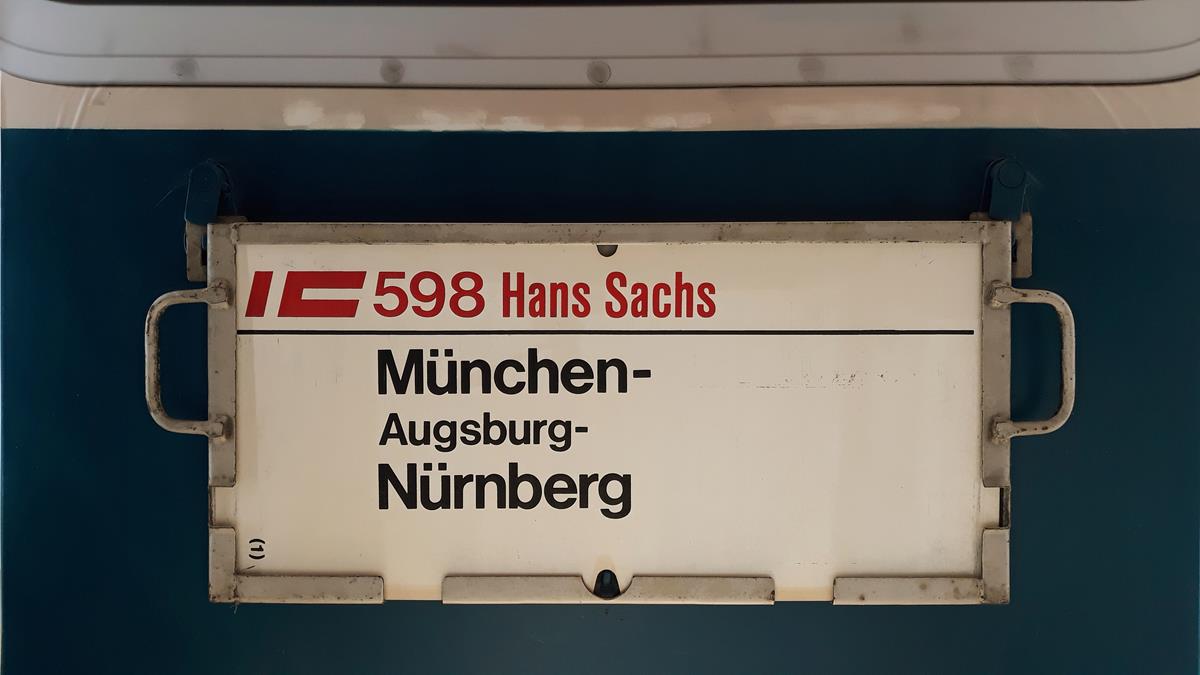 IC 598 Hans Sachs
München-
Augsburg-
Nürnberg
(1)